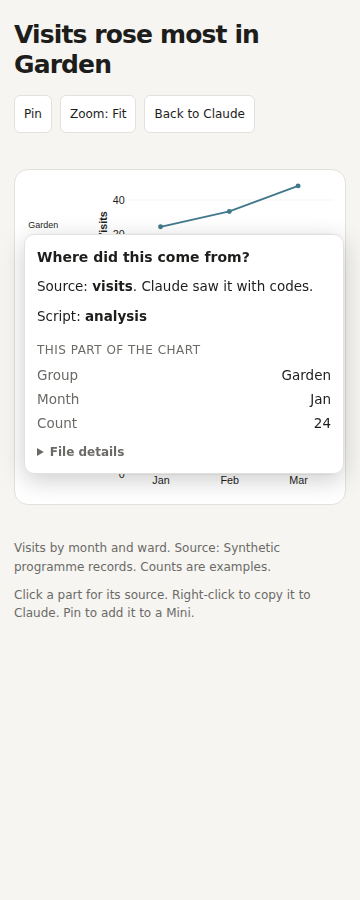 Visits rose most in
Garden
Pin
Zoom: Fit
Back to Claude
40
Garden
Where did this come from?
Source: visits. Claude saw it with codes.
Script: analysis
THIS PART OF THE CHART
Group Garden
Month Jan
Count 24
▶ File details
0
Jan Feb Mar
Visits by month and ward. Source: Synthetic
programme records. Counts are examples.
Click a part for its source. Right-click to copy it to
Claude. Pin to add it to a Mini.